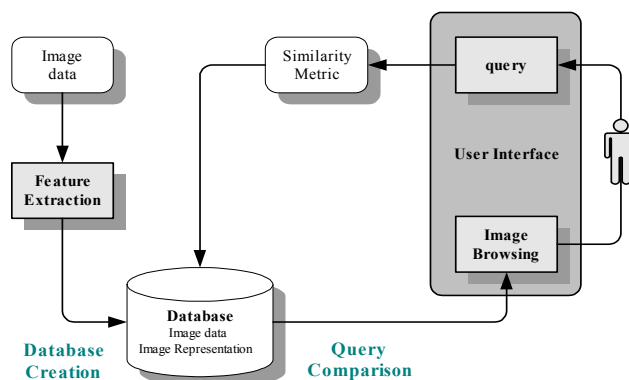 Image
data
Similarity
Metric
query
User Interface
Feature
Extraction
Image
Browsing
Database
Image data
Image Representation
Database
Creation
Query
Comparison